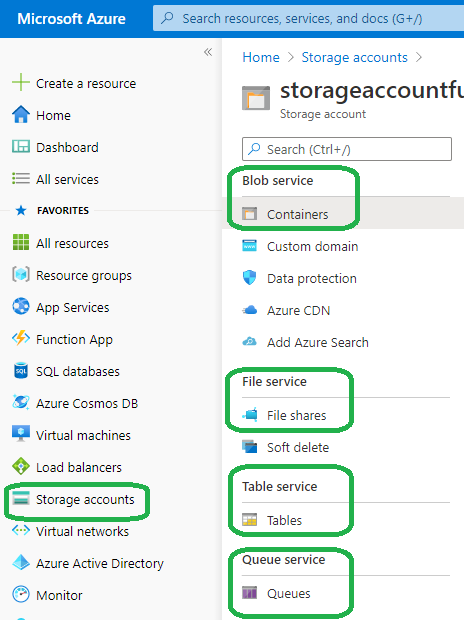 Microsoft Azure
Search resources, services, and docs (G+/)
«
Create a resource
Home
Dashboard
All services
FAVORITES
All resources
Resource groups
App Services
Function App
SQL databases
Azure Cosmos DB
Virtual machines
Load balancers
Storage accounts
Virtual networks
Azure Active Directory
Monitor
Home > Storage accounts >
storageaccountfu
Storage account
Search (Ctrl+/)
Blob service
Containers
Custom domain
Data protection
Azure CDN
Add Azure Search
File service
File shares
Soft delete
Table service
Tables
Queue service
Queues